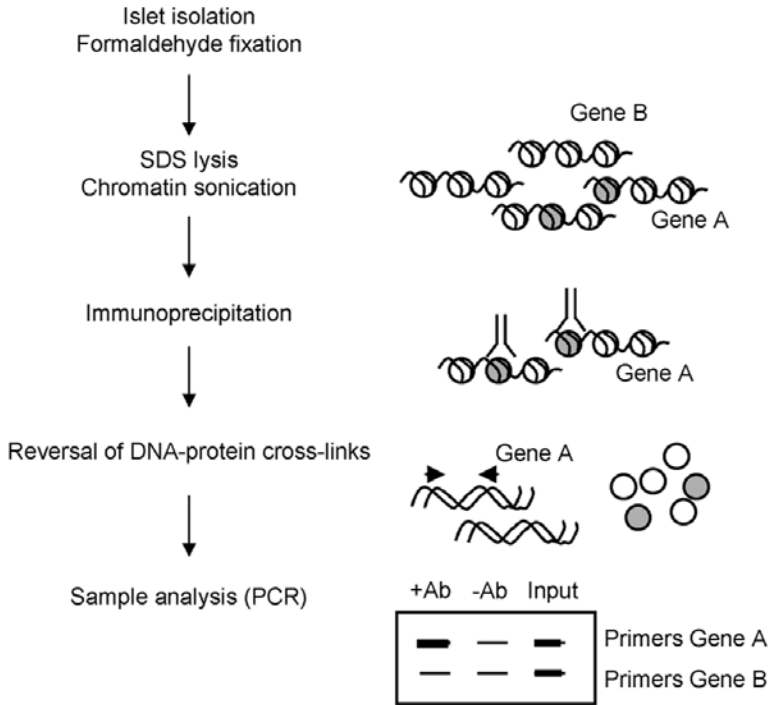 Islet isolation
Formaldehyde fixation
Gene B
SDS lysis
Chromatin sonication
Gene A
Immunoprecipitation
Gene A
Reversal of DNA-protein cross-links
Gene A
Sample analysis (PCR)
+Ab -Ab Input
Primers Gene A
Primers Gene B